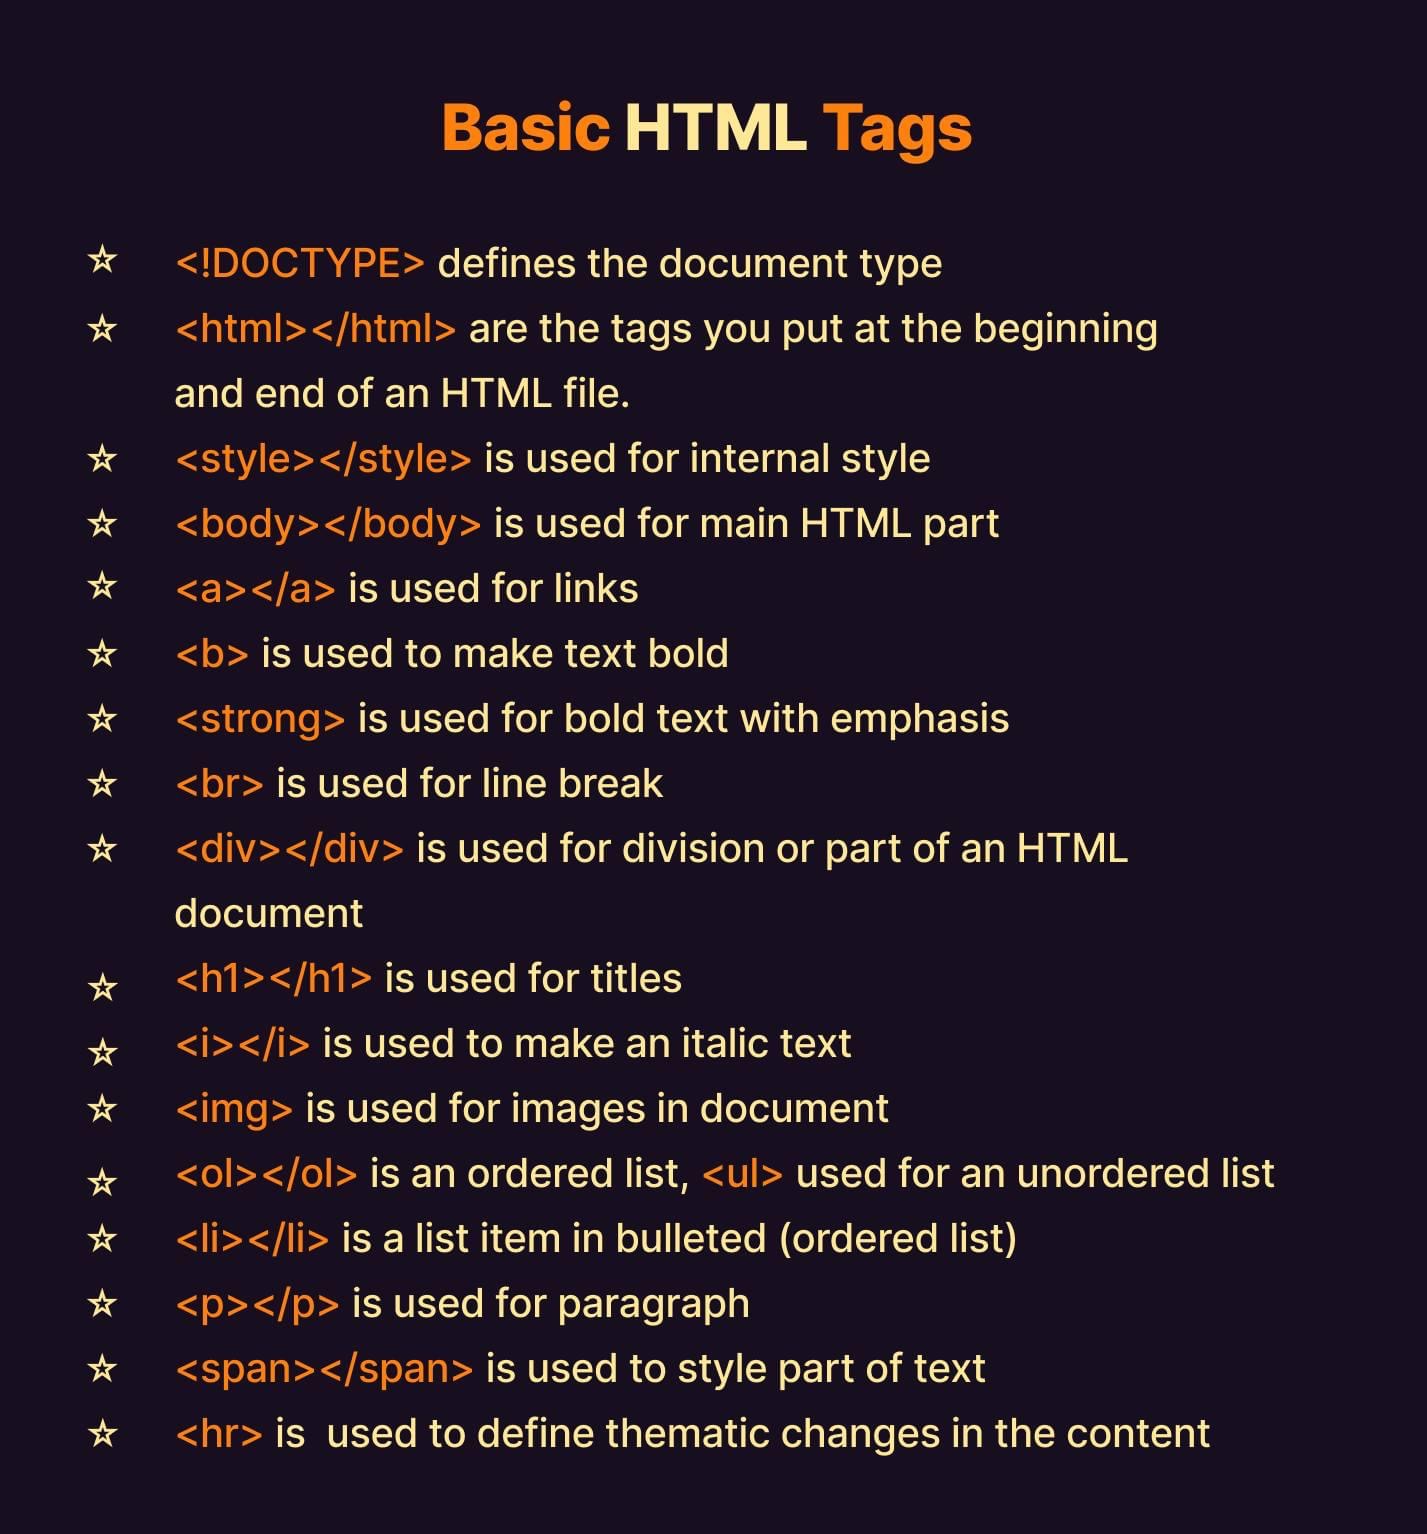 Basic HTML Tags
☆ <!DOCTYPE> defines the document type
☆ <html></html> are the tags you put at the beginning
and end of an HTML file.
☆ <style></style> is used for internal style
☆ <body></body> is used for main HTML part
☆ <a></a> is used for links
☆ <b> is used to make text bold
☆ <strong> is used for bold text with emphasis
☆ <br> is used for line break
☆ <div></div> is used for division or part of an HTML
document
☆ <h1></h1> is used for titles
☆ <i></i> is used to make an italic text
☆ <img> is used for images in document
☆ <ol></ol> is an ordered list, <ul> used for an unordered list
☆ <li></li> is a list item in bulleted (ordered list)
☆ <p></p> is used for paragraph
☆ <span></span> is used to style part of text
☆ <hr> is  used to define thematic changes in the content